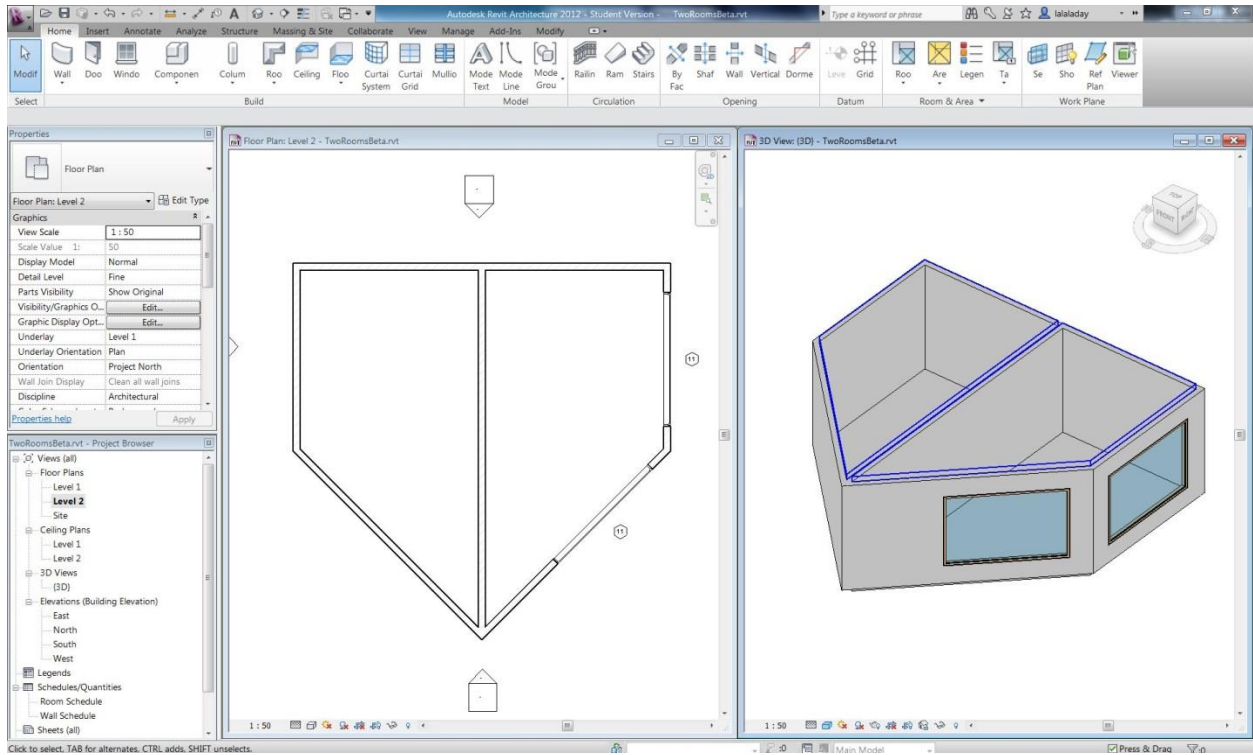 Autodesk Revit Architecture 2012 - Student Version - TwoRoomsBeta.rvt
Type a keyword or phrase
lalaladay
Home Insert Annotate Analyze Structure Massing & Site Collaborate View Manage Add-Ins Modify
Modif Wall Doo Windo Componen Colum Roo Ceiling Floo Curtai Curtai Mullio Mode Mode Mode Railin Ram Stairs By Shaf Wall Vertical Dorme Leve Grid Roo Are Legen Ta Se Sho Ref Viewer
System Grid Text Line Grou Fac Plan
Select Build Model Circulation Opening Datum Room & Area Work Plane
Properties
Floor Plan
Floor Plan: Level 2 Edit Type
Graphics
View Scale 1 : 50
Scale Value 1: 50
Display Model Normal
Detail Level Fine
Parts Visibility Show Original
Visibility/Graphics O... Edit...
Graphic Display Opt... Edit...
Underlay Level 1
Underlay Orientation Plan
Orientation Project North
Wall Join Display Clean all wall joins
Discipline Architectural
Properties help Apply
TwoRoomsBeta.rvt - Project Browser
Views (all)
Floor Plans
Level 1
Level 2
Site
Ceiling Plans
Level 1
Level 2
3D Views
{3D}
Elevations (Building Elevation)
East
North
South
West
Legends
Schedules/Quantities
Room Schedule
Wall Schedule
Sheets (all)
Floor Plan: Level 2 - TwoRoomsBeta.rvt
11
11
1 : 50
3D View: {3D} - TwoRoomsBeta.rvt
TOP
FRONT RIGHT
1 : 50
Click to select, TAB for alternates, CTRL adds, SHIFT unselects.
:0
Main Model
Press & Drag
:0